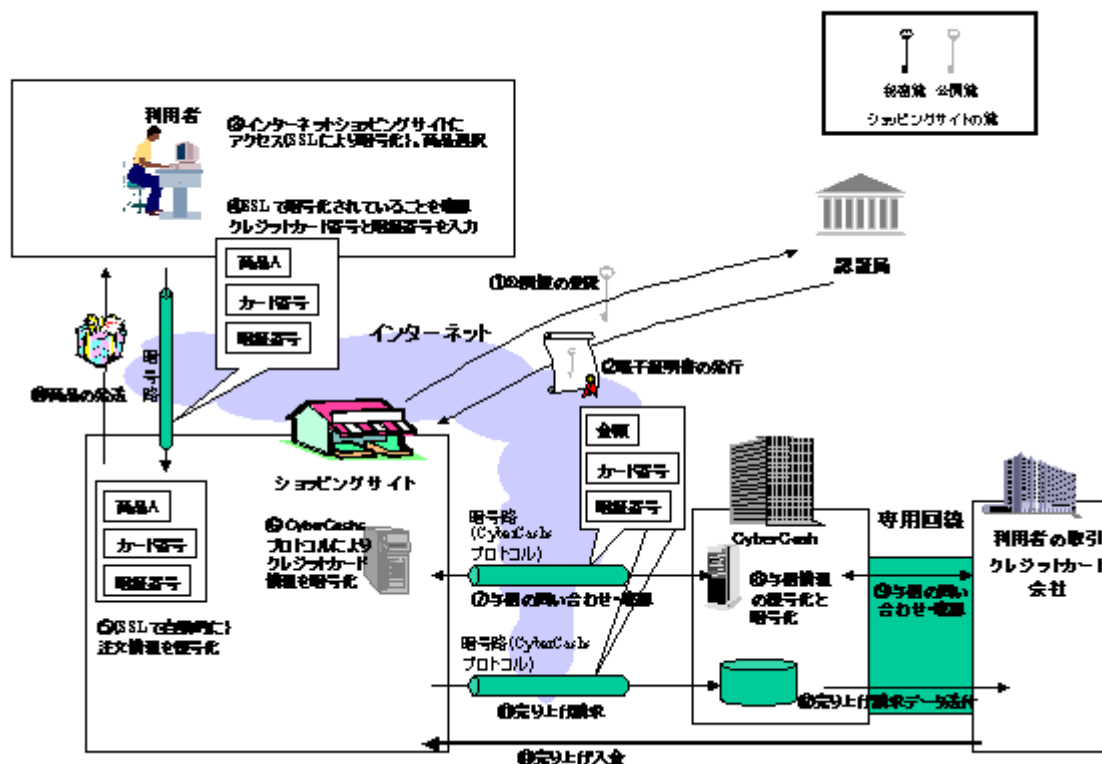 秘密鍵 公開鍵
ショッピングサイトの鍵
利用者
③インターネットショッピングサイトに
アクセス(SSLにより暗号化)、商品選択
④SSLで暗号化されていることを確認
クレジットカード番号と暗証番号を入力
商品A
カード番号
暗証番号
認証局
①公開鍵の登録
インターネット
②電子証明書の発行
暗号路
商品の発送
金額
カード番号
暗証番号
ショッピングサイト
商品A
カード番号
暗証番号
⑥CyberCash
プロトコルにより
クレジットカード
情報を暗号化
⑤(SSLで自動的に)
注文情報を復号化
暗号路
(CyberCash
プロトコル)
⑦与信の問い合わせ・確認
暗号路(CyberCash
プロトコル)
売り上げ請求
CyberCash
⑧与信情報
の復号化と
暗号化
専用回線
⑨与信の問い
合わせ・確認
利用者の取引
クレジットカード
会社
売り上げ請求データ送付
売り上げ入金